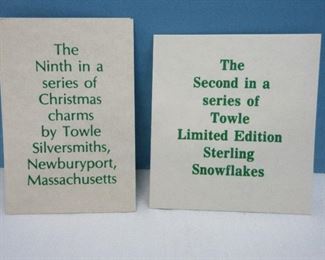 The
Ninth in a
series of
Christmas
charms
by Towle
Silversmiths,
Newburyport,
Massachusetts
The
Second in a
series of
Towle
Limited Edition
Sterling
Snowflakes